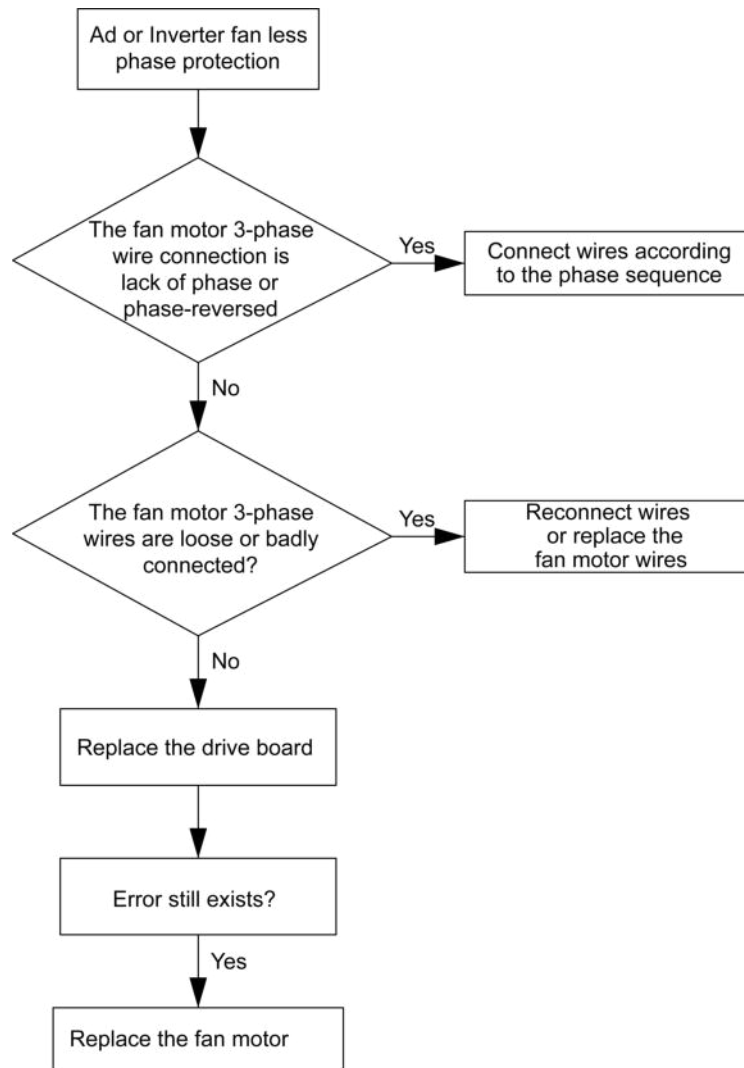 Ad or Inverter fan less
phase protection
The fan motor 3-phase
wire connection is
lack of phase or
phase-reversed
Yes
Connect wires according
to the phase sequence
No
The fan motor 3-phase
wires are loose or badly
connected?
Yes
Reconnect wires
or replace the
fan motor wires
No
Replace the drive board
Error still exists?
Yes
Replace the fan motor